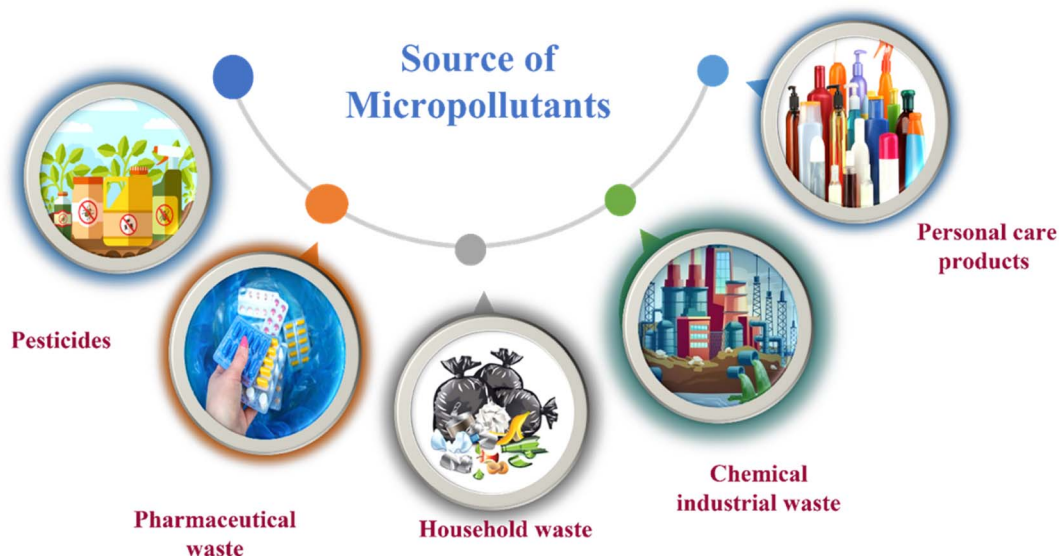 Source of
Micropollutants
Pesticides
Pharmaceutical
waste
Household waste
Chemical
industrial waste
Personal care
products